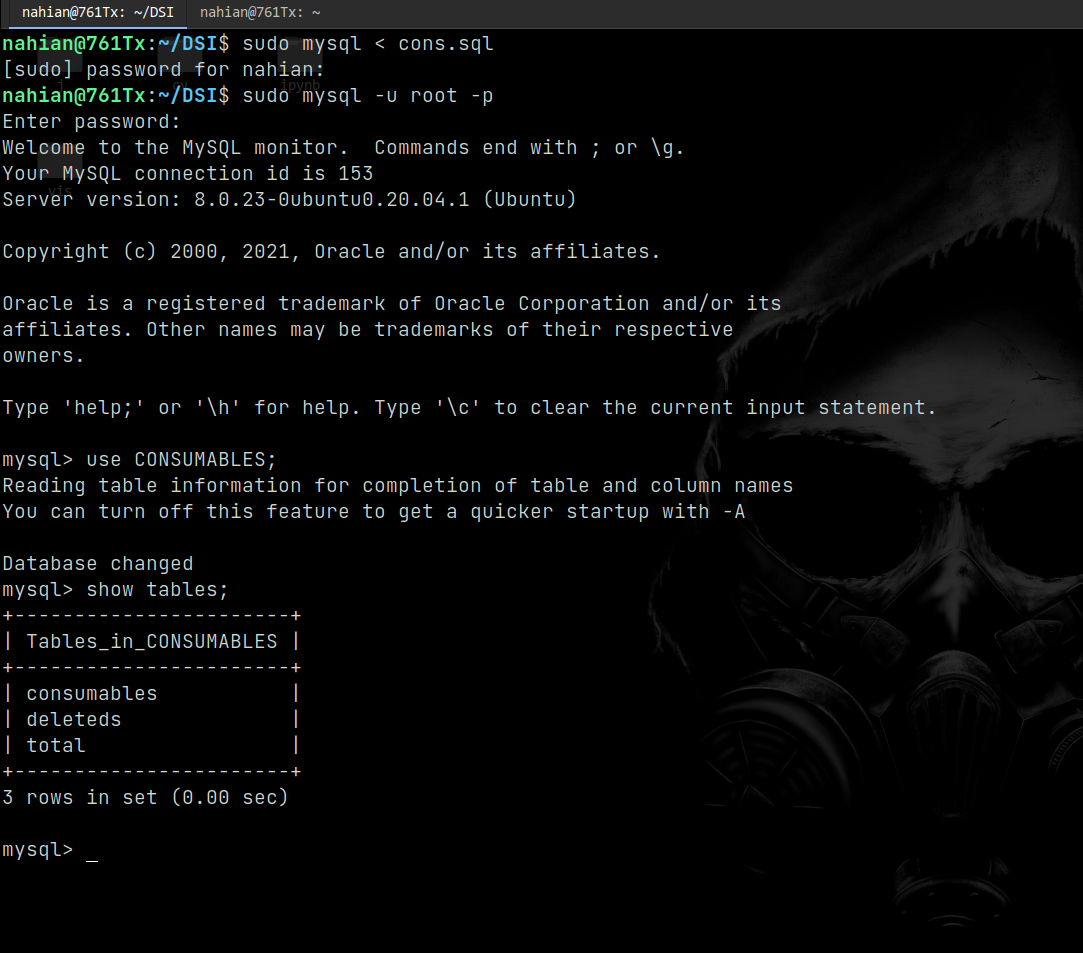 nahian@761Tx: ~/DSI nahian@761Tx: ~
nahian@761Tx:~/DSI$ sudo mysql < cons.sql
[sudo] password for nahian:
nahian@761Tx:~/DSI$ sudo mysql -u root -p
ipynb
Enter password:
Welcome to the MySQL monitor.  Commands end with ; or \g.
Your MySQL connection id is 153
Server version: 8.0.23-0ubuntu0.20.04.1 (Ubuntu)

Copyright (c) 2000, 2021, Oracle and/or its affiliates.

Oracle is a registered trademark of Oracle Corporation and/or its
affiliates. Other names may be trademarks of their respective
owners.

Type 'help;' or '\h' for help. Type '\c' to clear the current input statement.

mysql> use CONSUMABLES;
Reading table information for completion of table and column names
You can turn off this feature to get a quicker startup with -A

Database changed
mysql> show tables;
+-----------------------+
| Tables_in_CONSUMABLES |
+-----------------------+
| consumables           |
| deleteds              |
| total                 |
+-----------------------+
3 rows in set (0.00 sec)

mysql> _